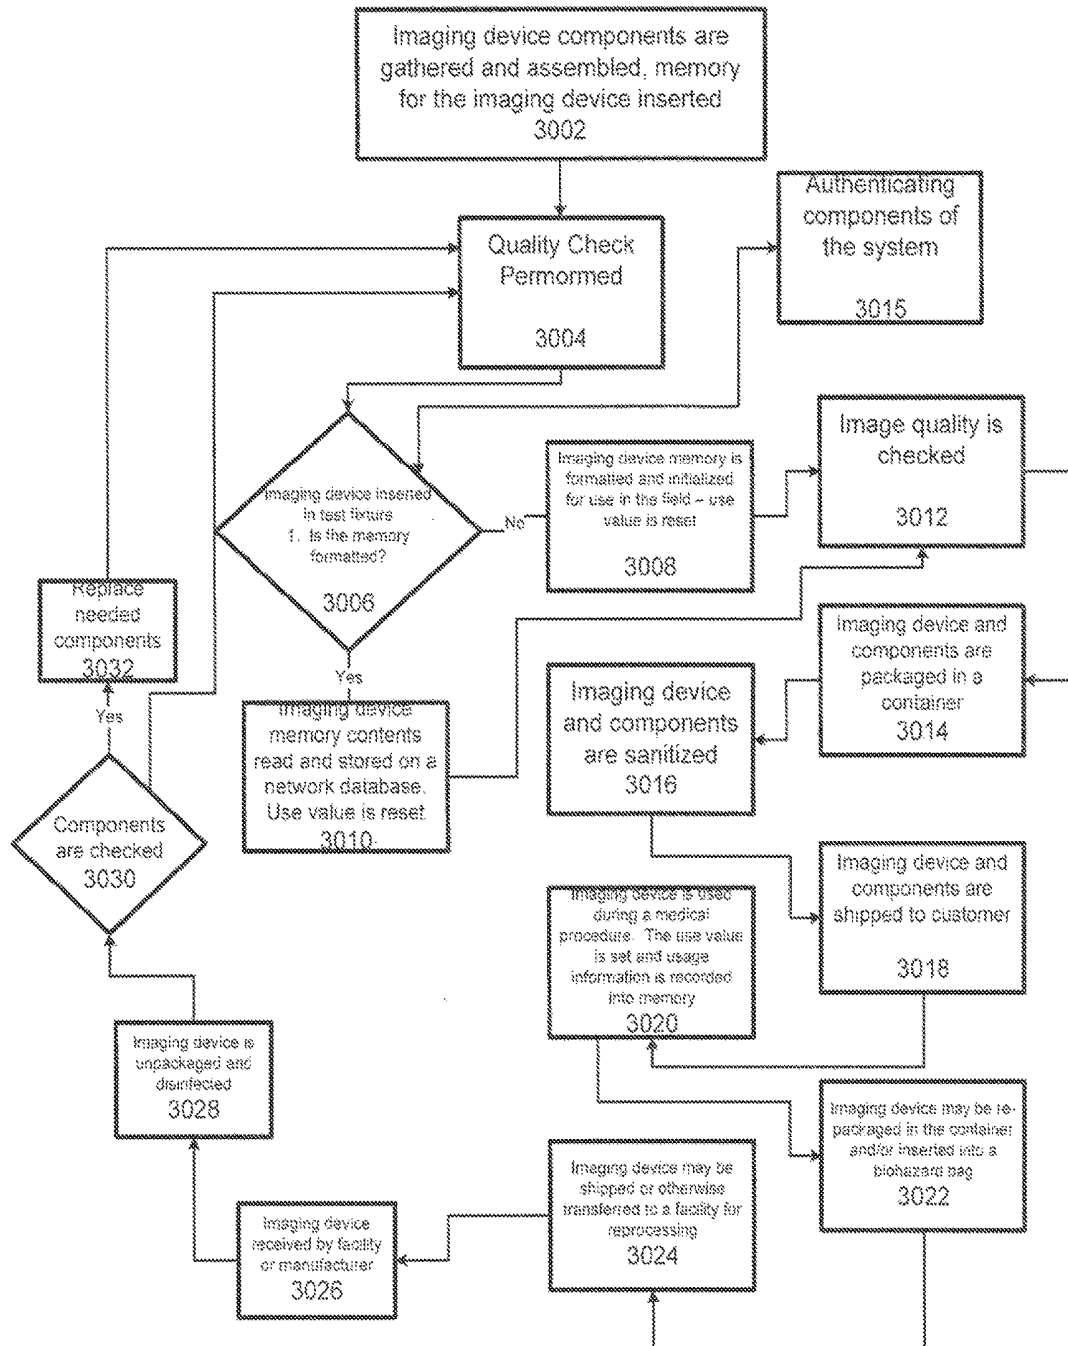 Imaging device components are
gathered and assembled, memory
for the imaging device inserted
3002
Authenticating
components of
the system
3015
Quality Check
Permormed
3004
Imaging device inserted
in test fixture
1. Is the memory
formatted?
3006
No
Imaging device memory is
formatted and initialized
for use in the field – use
value is reset
3008
Image quality is
checked
3012
Replace
needed
components
3032
Yes
Yes
Imaging device
memory contents
read and stored on a
network database.
Use value is reset
3010
Imaging device
and components
are sanitized
3016
Imaging device and
components are
packaged in a
container
3014
Components
are checked
3030
Imaging device is used
during a medical
procedure. The use value
is set and usage
information is recorded
into memory
3020
Imaging device and
components are
shipped to customer
3018
Imaging device is
unpackaged and
disinfected
3028
Imaging device may be re-
packaged in the container
and/or inserted into a
biohazard bag
3022
Imaging device may be
shipped or otherwise
transferred to a facility for
reprocessing
3024
Imaging device
received by facility
or manufacturer
3026